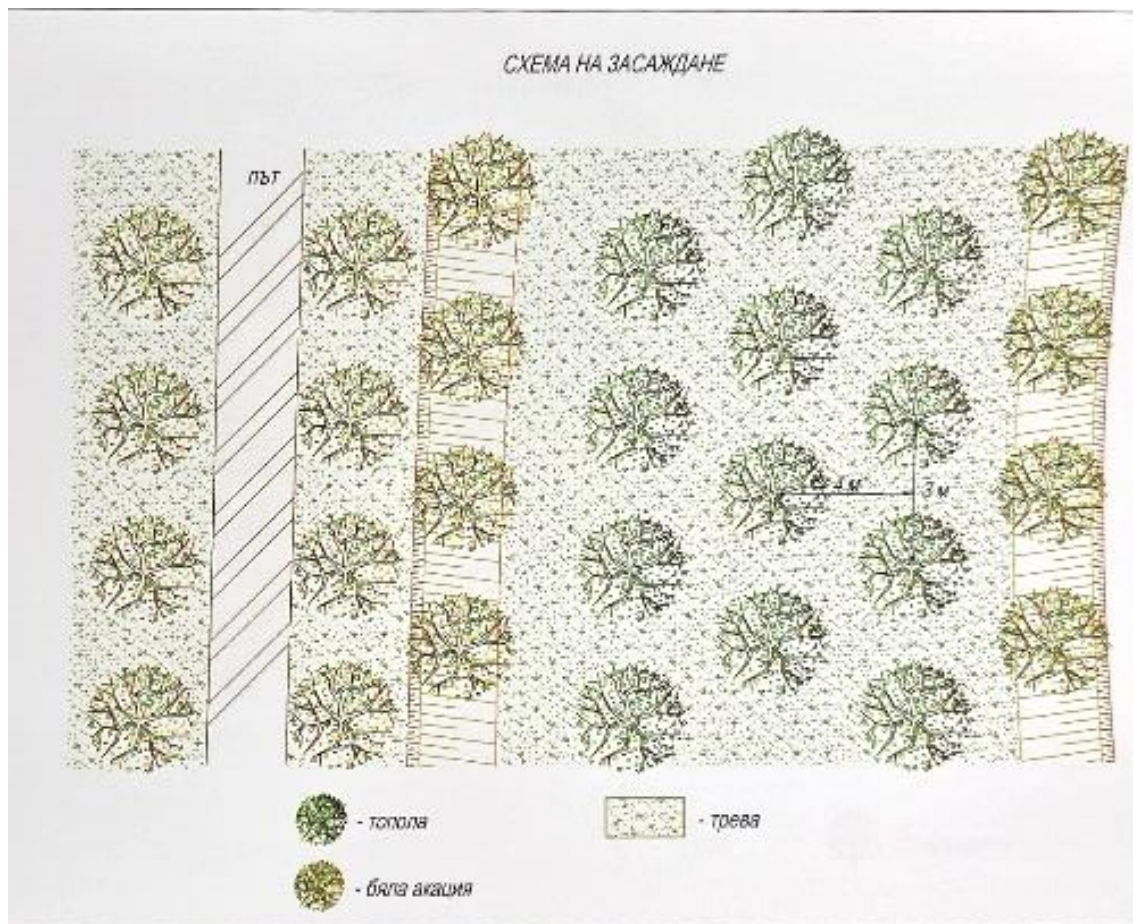 СХЕМА НА ЗАСАЖДАНЕ
път
4 м
3 м
- топола
- трева
- бяла акация